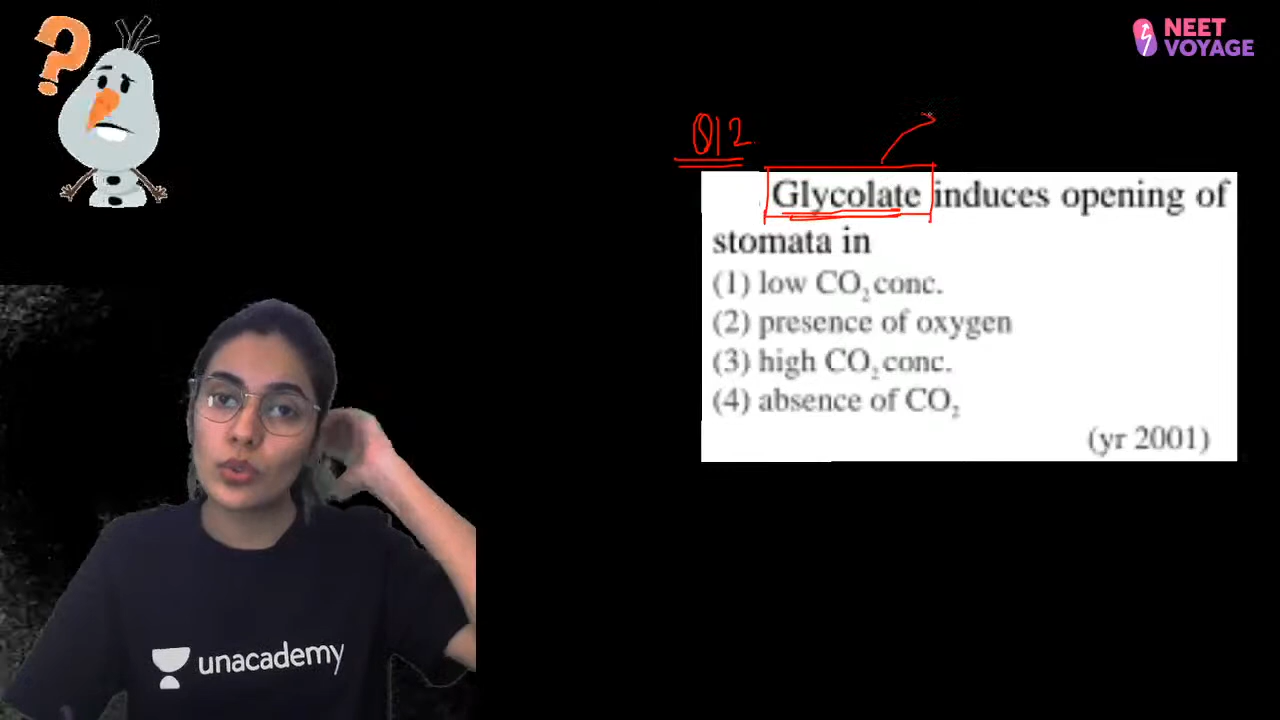 ?
NEET
VOYAGE
Q12
Glycolate induces opening of
stomata in
(1) low CO₂ conc.
(2) presence of oxygen
(3) high CO₂ conc.
(4) absence of CO₂
(yr 2001)
unacademy